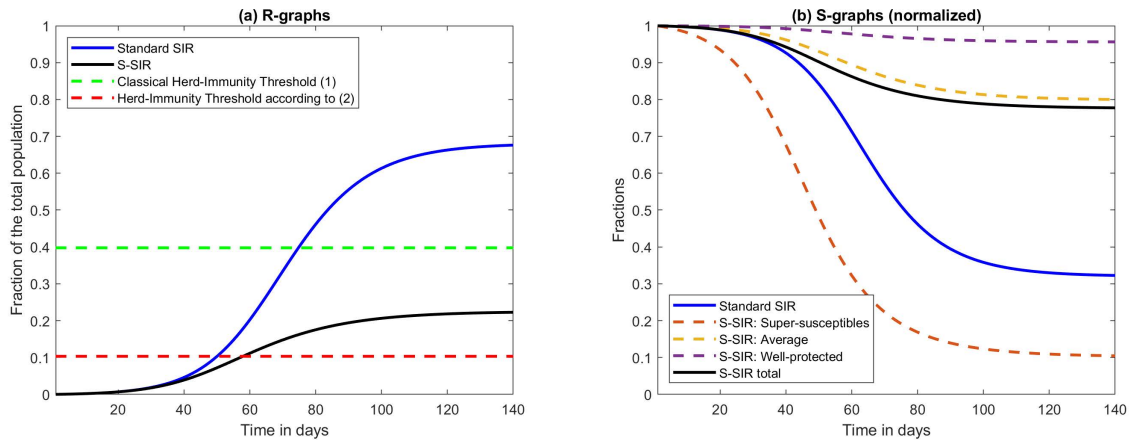 (a) R-graphs
1
0.9
0.8
0.7
0.6
0.5
0.4
0.3
0.2
0.1
0
Fraction of the total population
Standard SIR
S-SIR
Classical Herd-Immunity Threshold (1)
Herd-Immunity Threshold according to (2)
20 40 60 80 100 120 140
Time in days
(b) S-graphs (normalized)
1
0.9
0.8
0.7
0.6
0.5
0.4
0.3
0.2
0.1
0
Fractions
Standard SIR
S-SIR: Super-susceptibles
S-SIR: Average
S-SIR: Well-protected
S-SIR total
20 40 60 80 100 120 140
Time in days